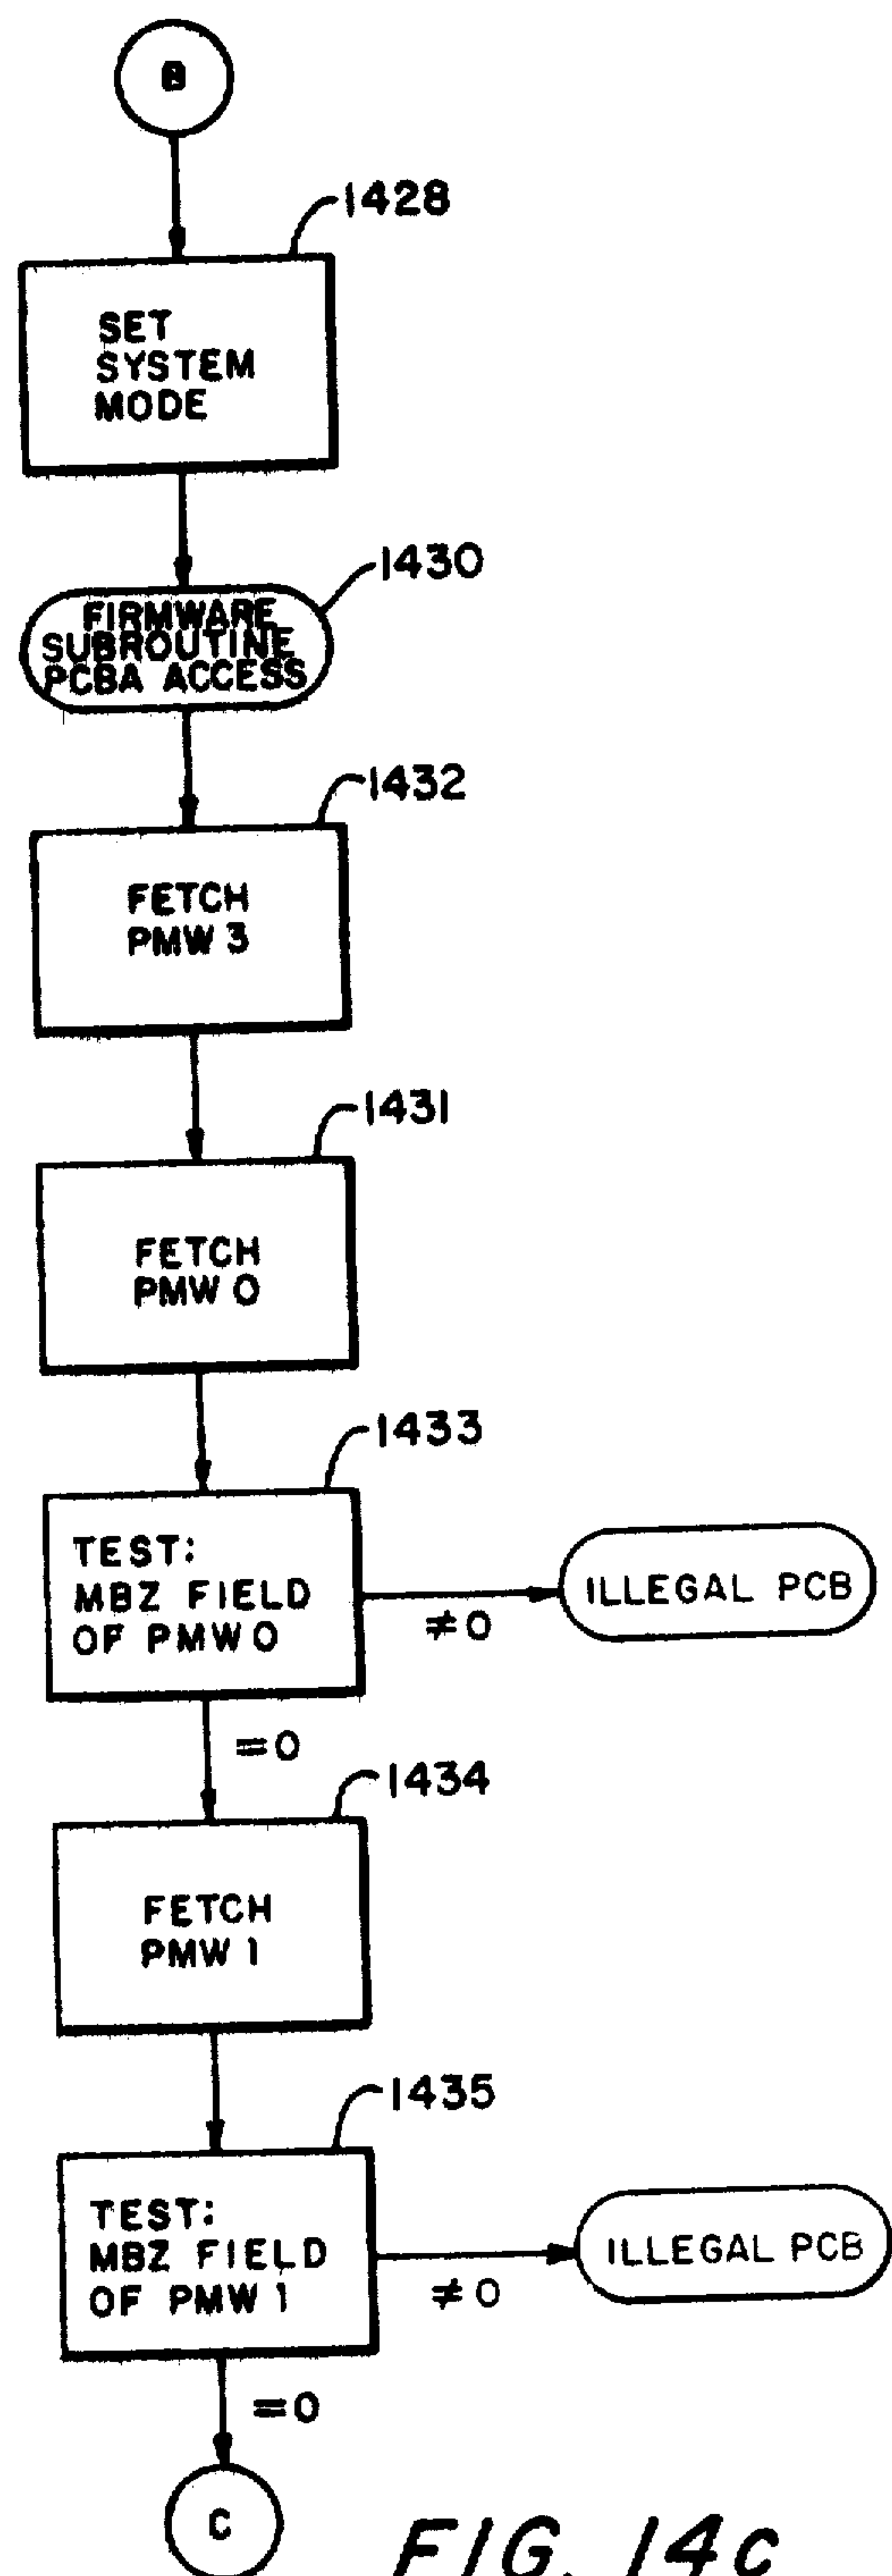 B
1428
SET
SYSTEM
MODE
1430
FIRMWARE
SUBROUTINE
PCBA ACCESS
1432
FETCH
PMW 3
1431
FETCH
PMW 0
1433
TEST:
MBZ FIELD
OF PMW 0
≠0
ILLEGAL PCB
=0
1434
FETCH
PMW 1
1435
TEST:
MBZ FIELD
OF PMW 1
≠0
ILLEGAL PCB
=0
C
FIG. 14c